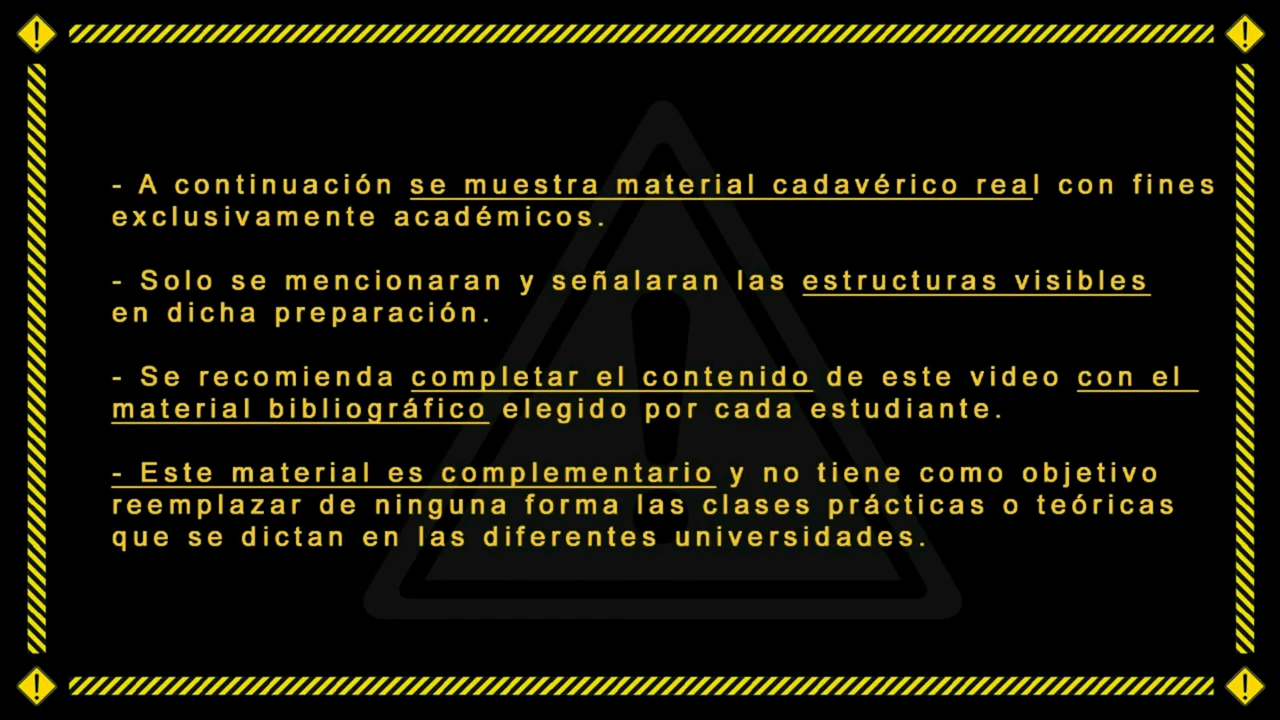 - A continuación se muestra material cadavérico real con fines
exclusivamente académicos.
- Solo se mencionaran y señalaran las estructuras visibles
en dicha preparación.
- Se recomienda completar el contenido de este video con el
material bibliográfico elegido por cada estudiante.
- Este material es complementario y no tiene como objetivo
reemplazar de ninguna forma las clases prácticas o teóricas
que se dictan en las diferentes universidades.